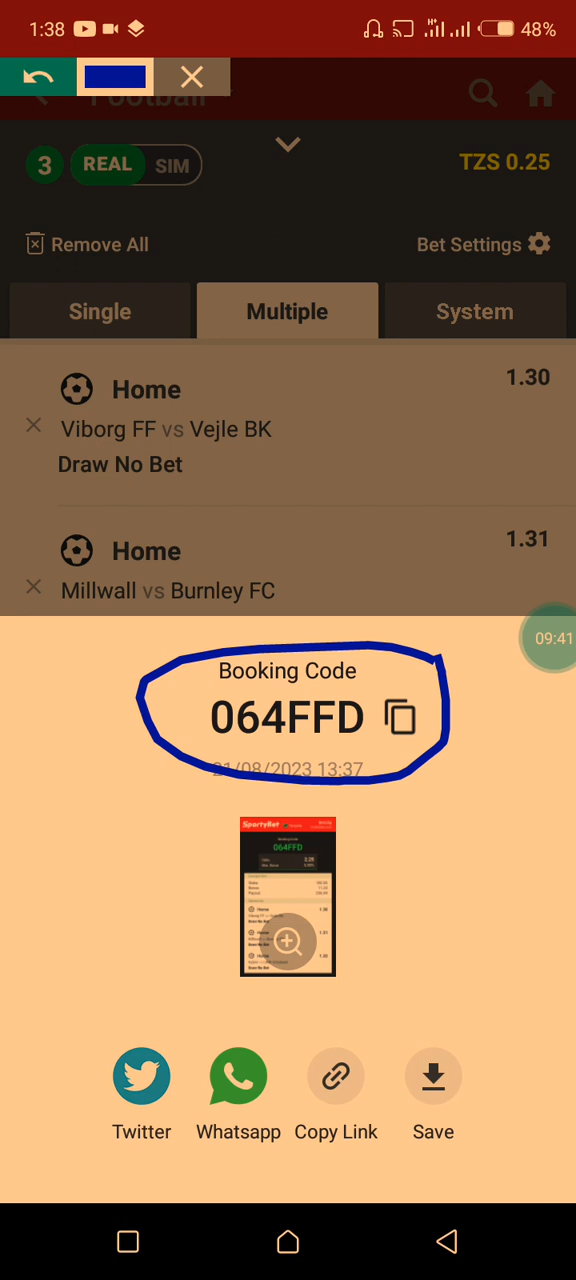 1:38 48%
Football
3 REAL SIM TZS 0.25
Remove All Bet Settings
Single Multiple System
Home 1.30
Viborg FF vs Vejle BK
Draw No Bet
Home 1.31
Millwall vs Burnley FC
09:41
Booking Code
064FFD
21/08/2023 13:37
SportyBet
064FFD
Twitter Whatsapp Copy Link Save